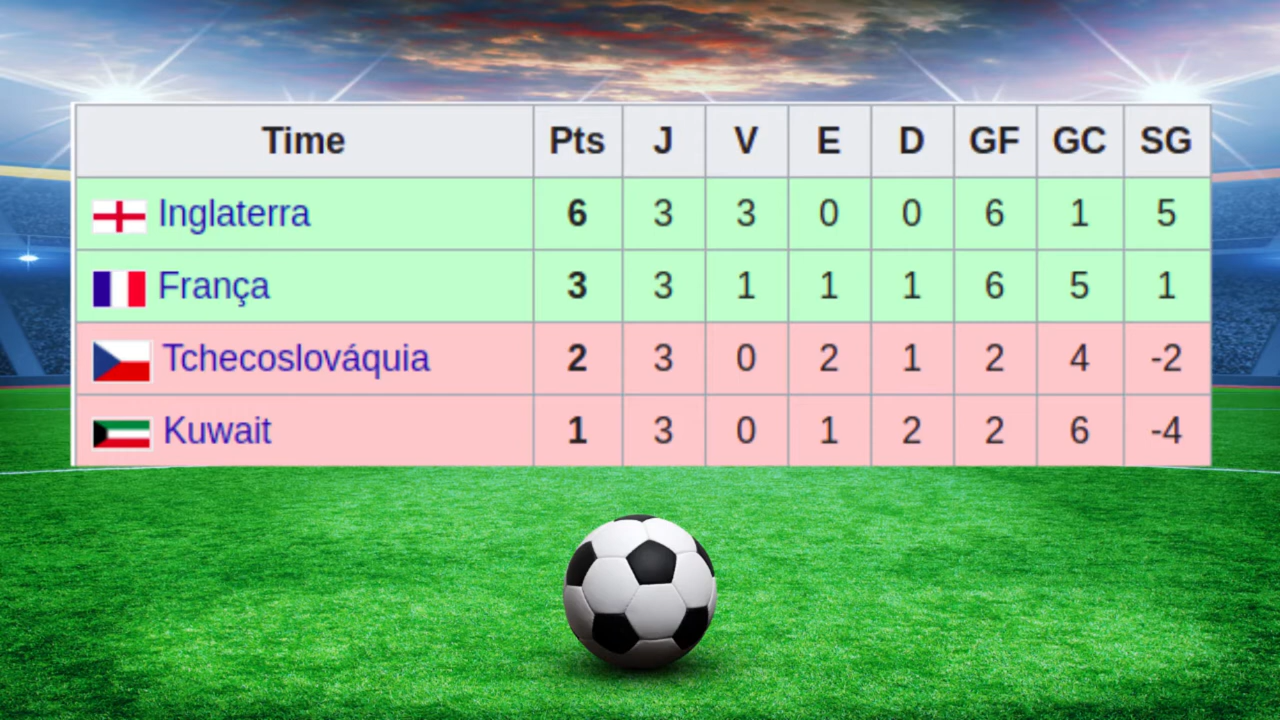 Time Pts J V E D GF GC SG
Inglaterra 6 3 3 0 0 6 1 5
França 3 3 1 1 1 6 5 1
Tchecoslováquia 2 3 0 2 1 2 4 -2
Kuwait 1 3 0 1 2 2 6 -4